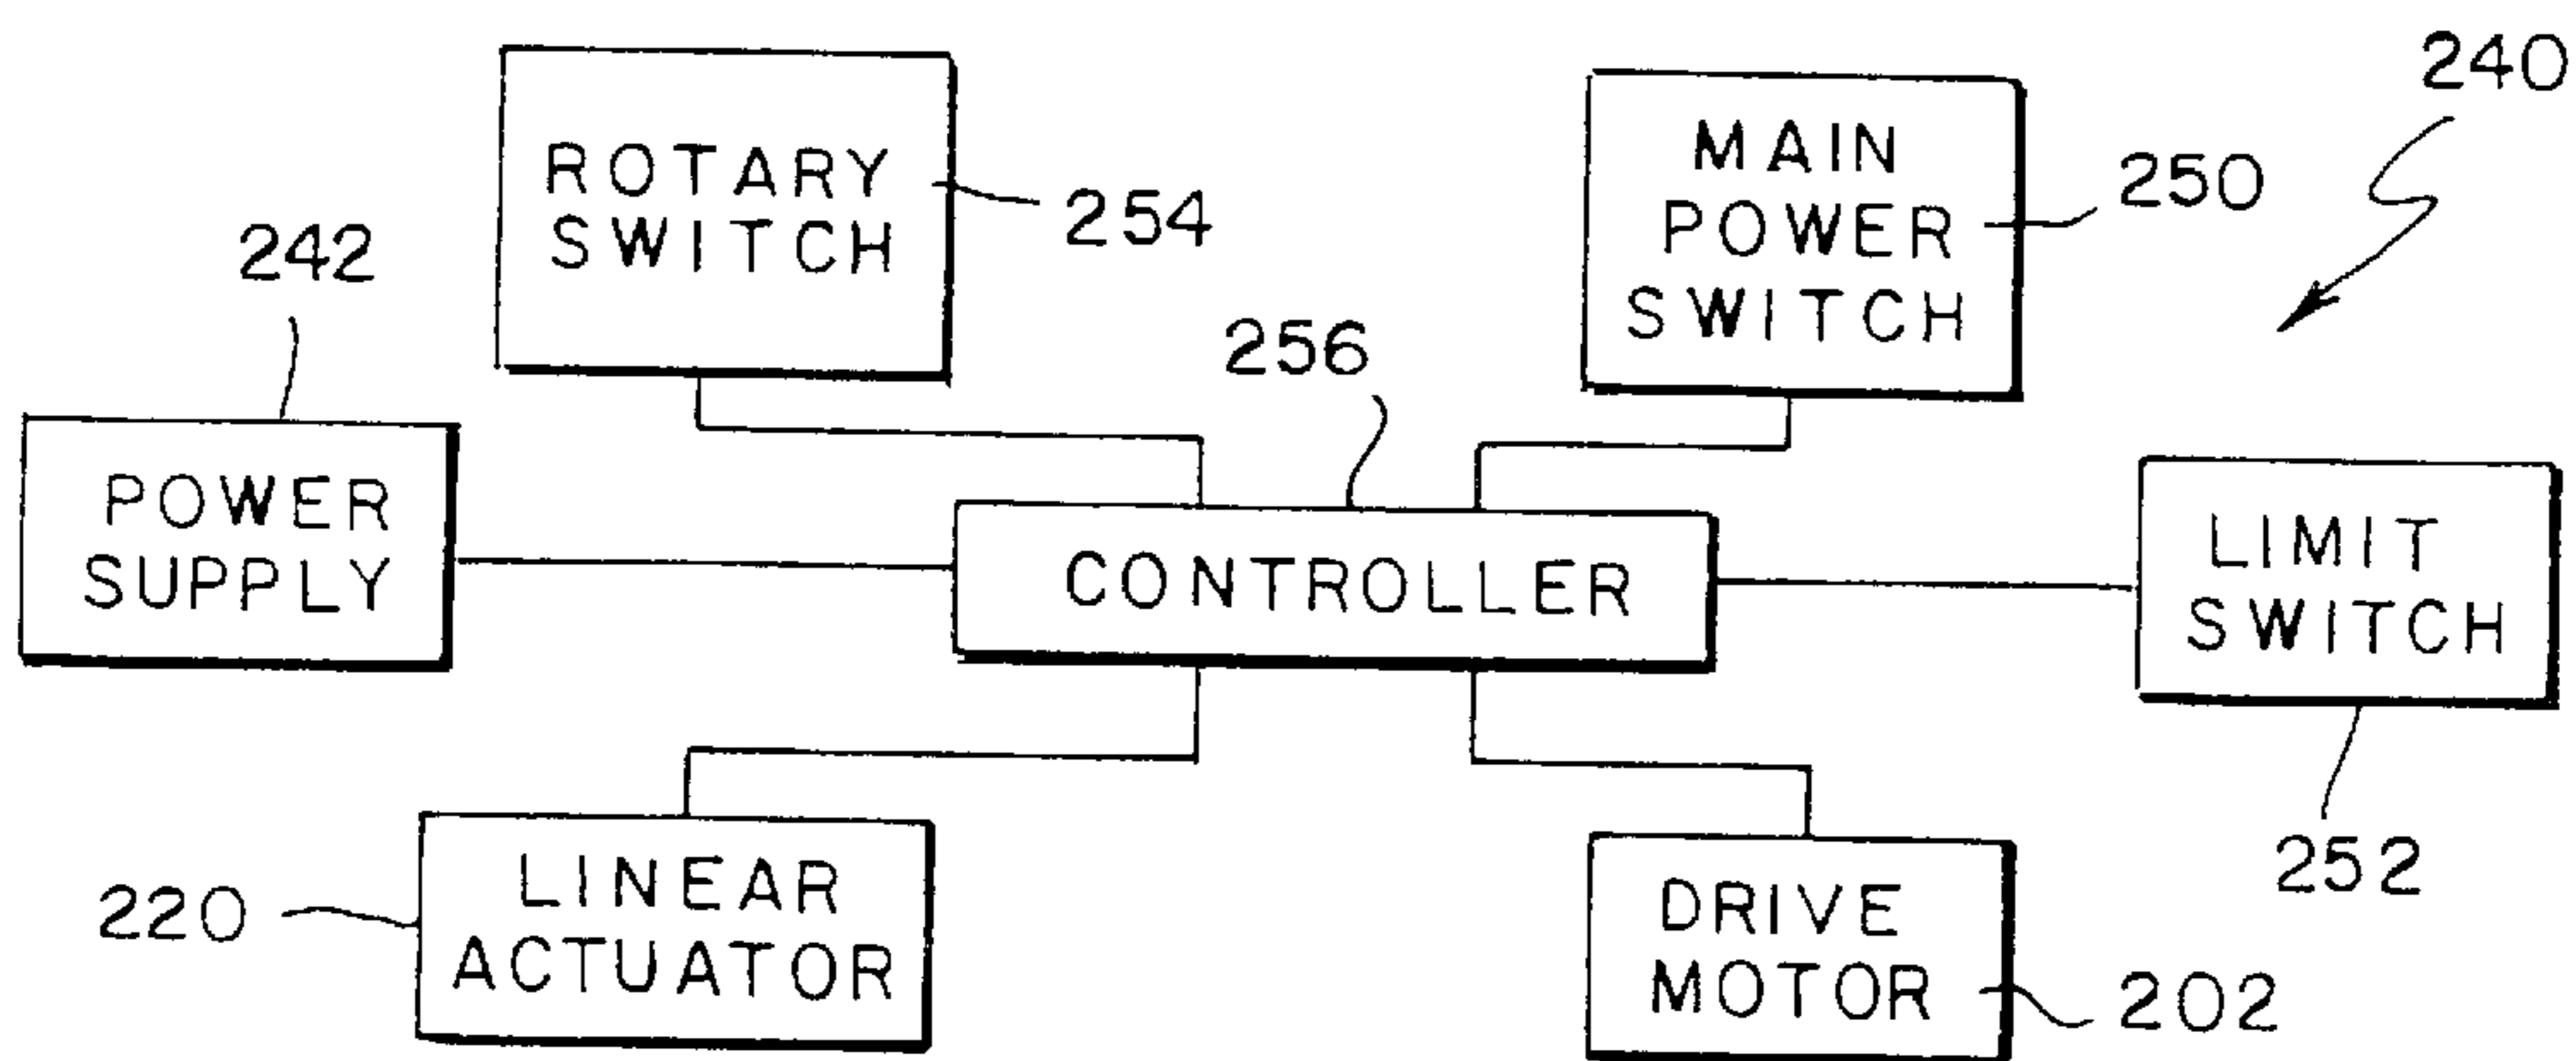 240
ROTARY
SWITCH
254
MAIN
POWER
SWITCH
250
242
256
POWER
SUPPLY
CONTROLLER
LIMIT
SWITCH
252
220
LINEAR
ACTUATOR
DRIVE
MOTOR
202